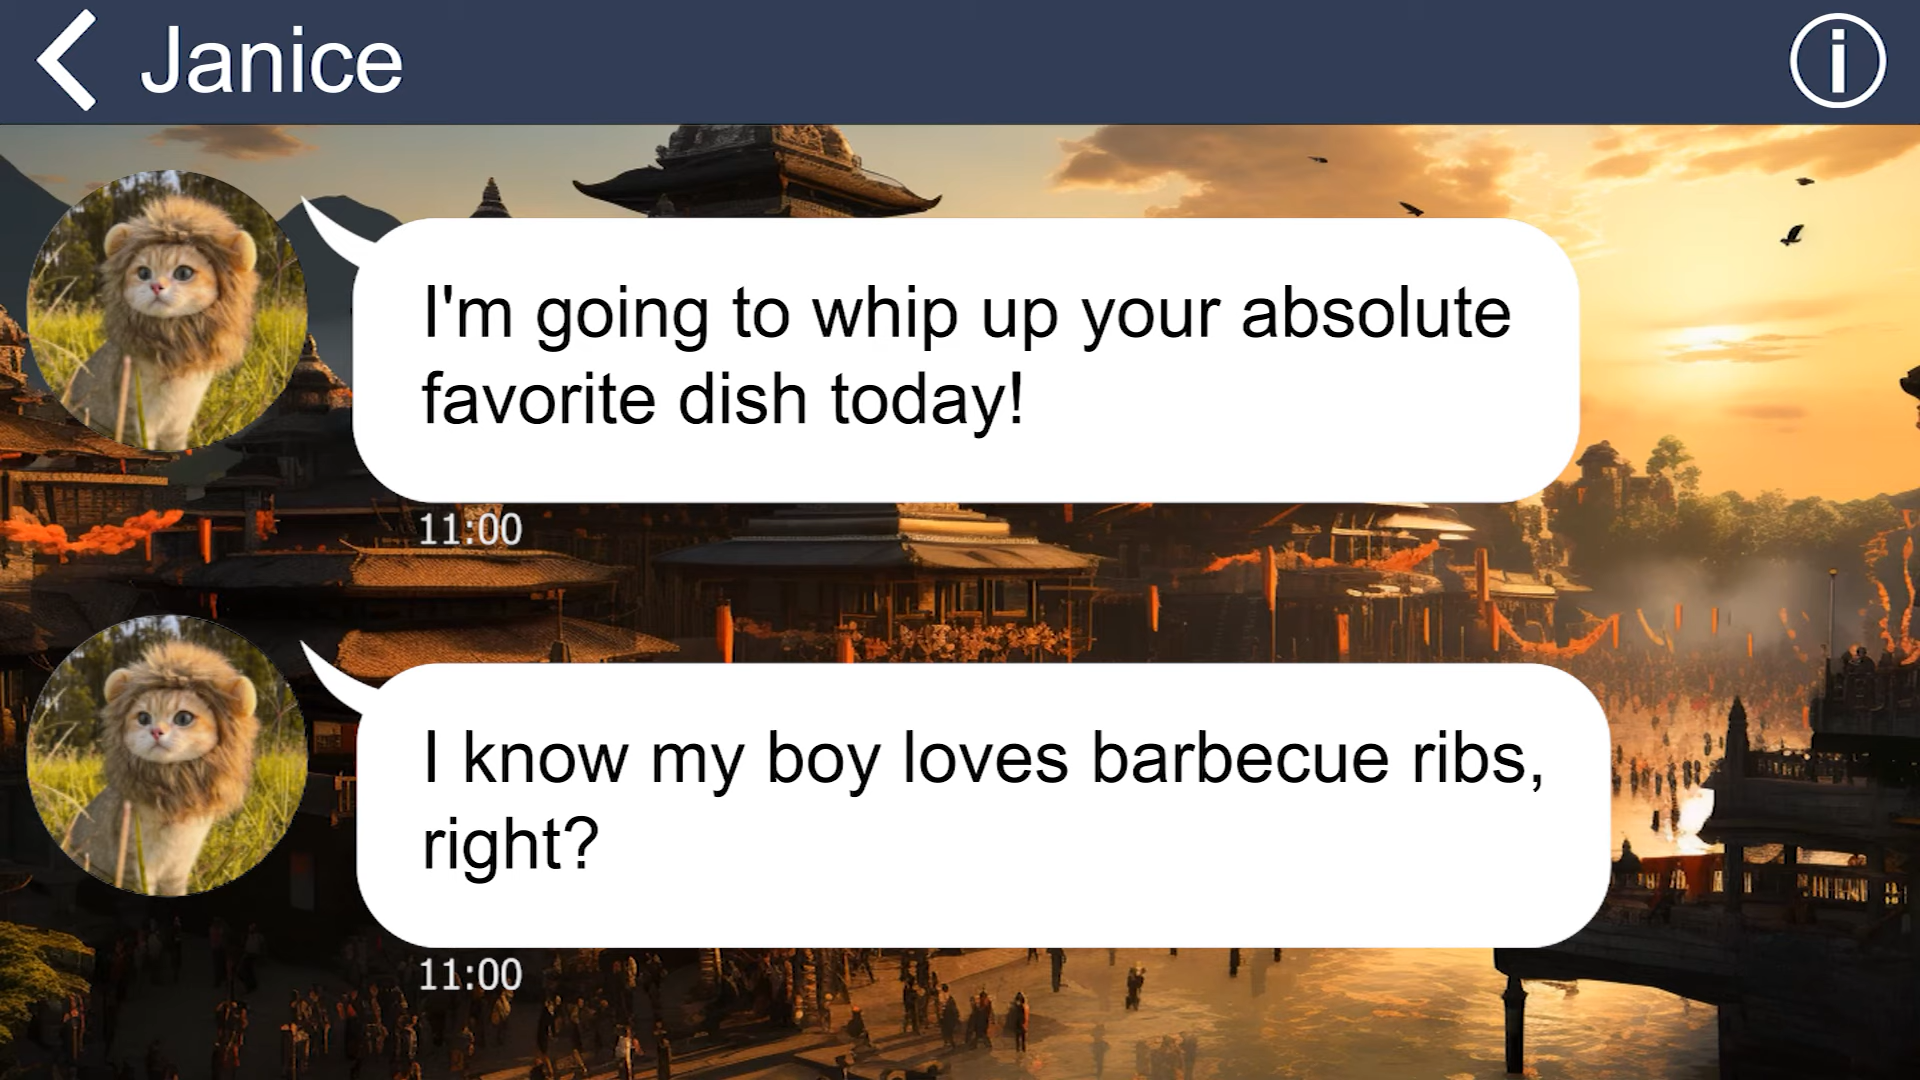 Janice
I'm going to whip up your absolute
favorite dish today!
11:00
I know my boy loves barbecue ribs,
right?
11:00